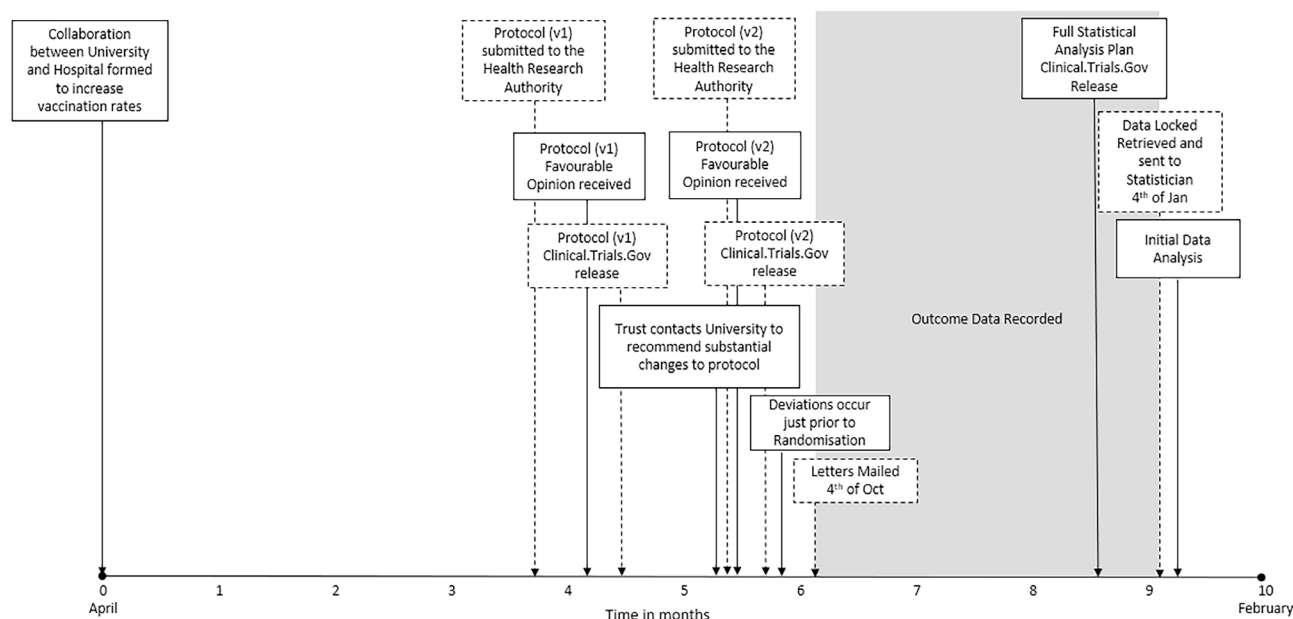 Collaboration
between University
and Hospital formed
to increase
vaccination rates
Protocol (v1)
submitted to the
Health Research
Authority
Protocol (v2)
submitted to the
Health Research
Authority
Full Statistical
Analysis Plan
Clinical.Trials.Gov
Release
Data Locked
Retrieved and
sent to
Statistician
4th of Jan
Protocol (v1)
Favourable
Opinion received
Protocol (v2)
Favourable
Opinion received
Protocol (v1)
Clinical.Trials.Gov
release
Protocol (v2)
Clinical.Trials.Gov
release
Initial Data
Analysis
Trust contacts University to
recommend substantial
changes to protocol
Outcome Data Recorded
Deviations occur
just prior to
Randomisation
Letters Mailed
4th of Oct
0 1 2 3 4 5 6 7 8 9 10
April
February
Time in months